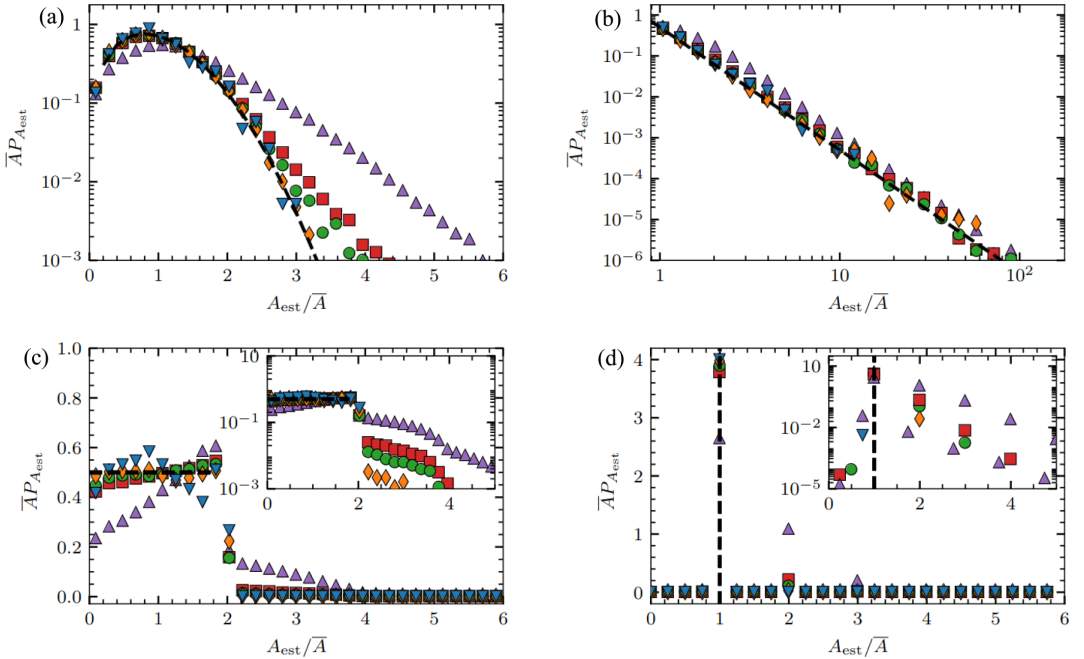 (a)
1
10⁻¹
10⁻²
10⁻³
A̅P_{A_est}
0 1 2 3 4 5 6
A_est/A̅
(b)
1
10⁻¹
10⁻²
10⁻³
10⁻⁴
10⁻⁵
10⁻⁶
A̅P_{A_est}
1 10 10²
A_est/A̅
(c)
1.0
0.8
0.6
0.4
0.2
0.0
A̅P_{A_est}
0 1 2 3 4 5 6
A_est/A̅
10
10⁻¹
10⁻³
0 2 4
(d)
4
3
2
1
0
A̅P_{A_est}
0 1 2 3 4 5 6
A_est/A̅
10
10⁻²
10⁻⁵
0 2 4